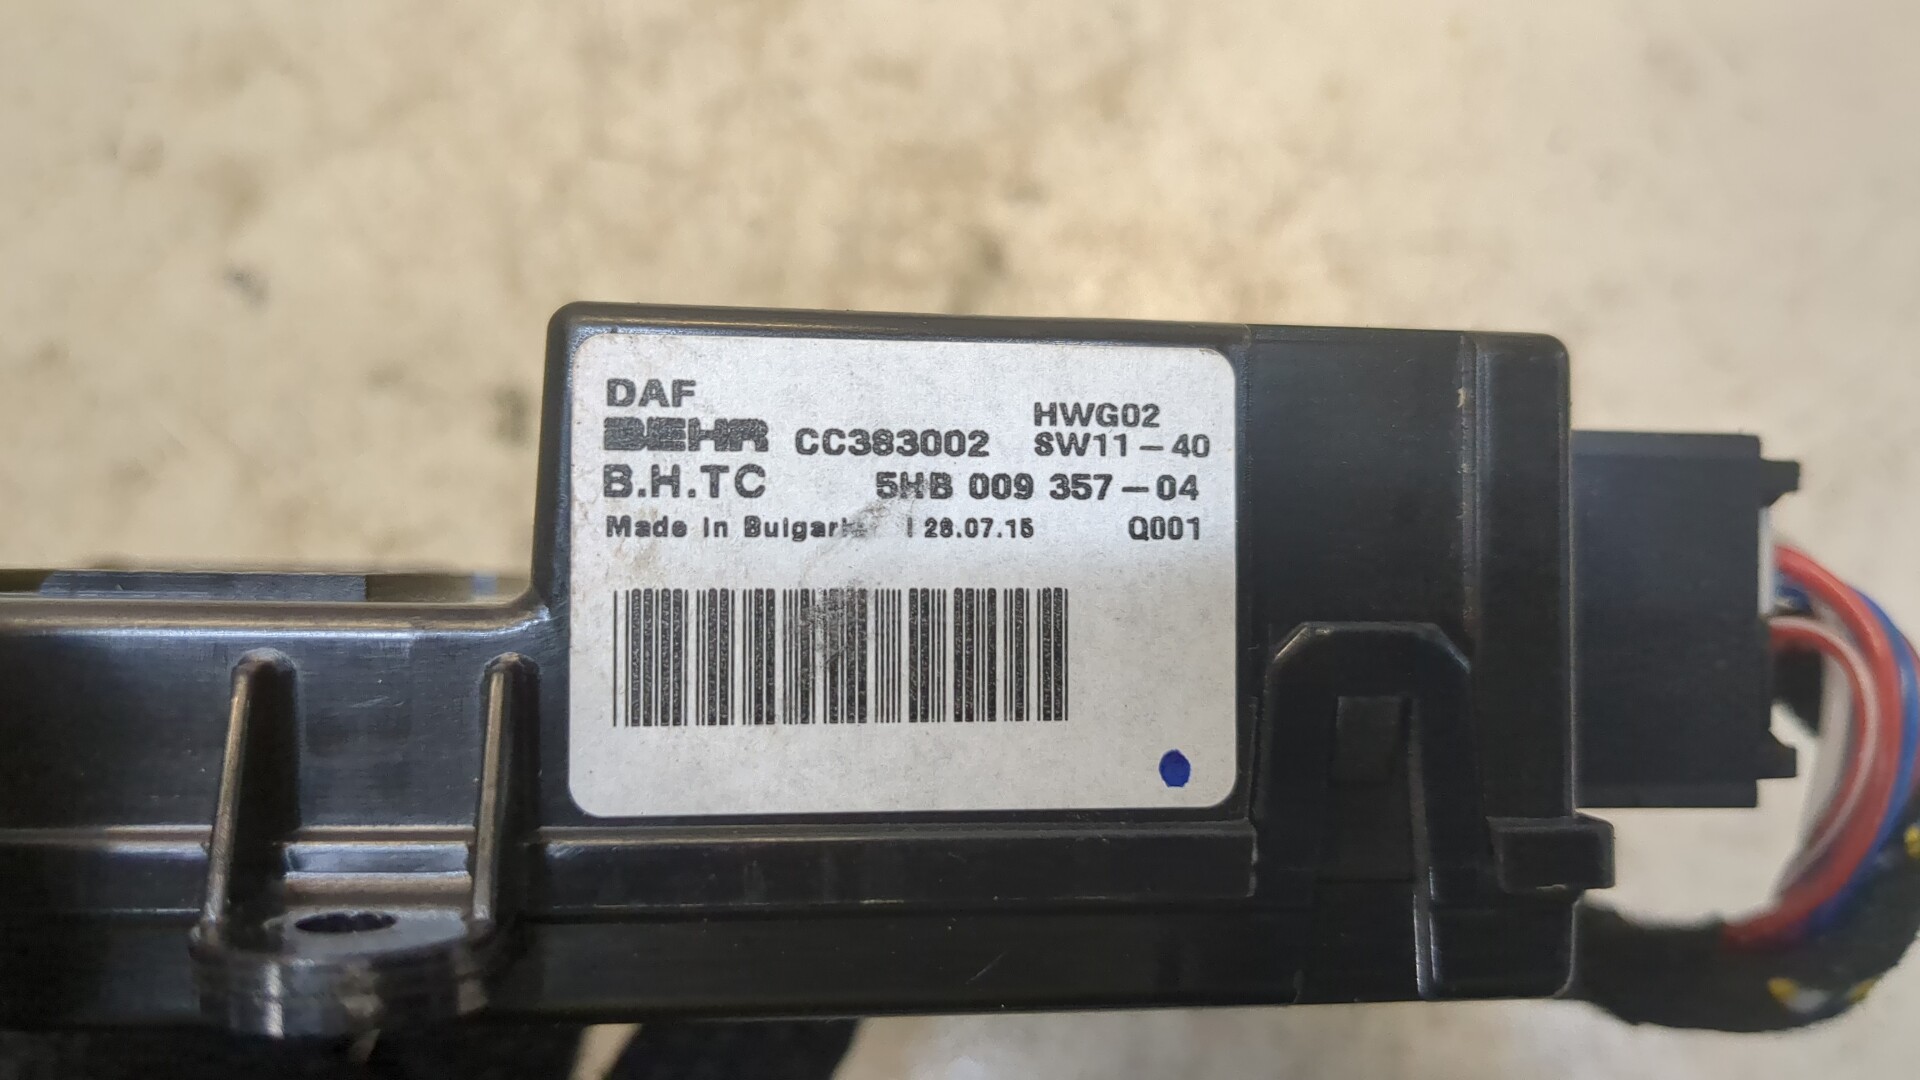 DAF
BEHR CC383002 HWG02
SW11-40
B.H.TC 5HB 009 357-04
Made in Bulgaria | 28.07.15 Q001